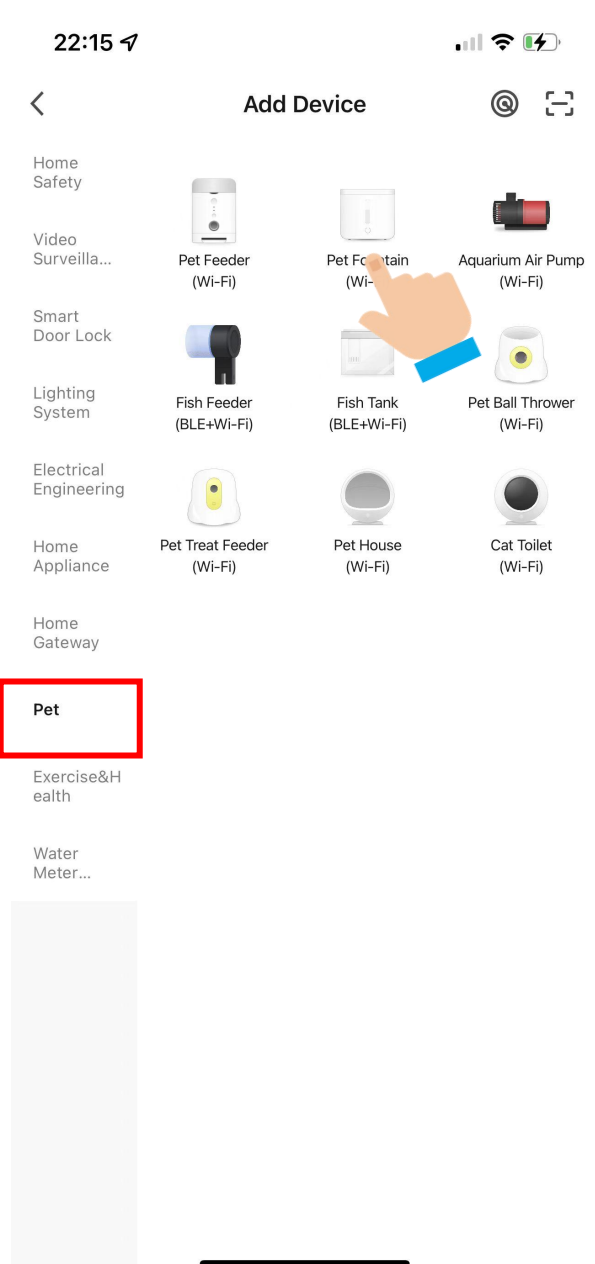 22:15
Add Device
Home
Safety
Video
Surveilla...
Smart
Door Lock
Lighting
System
Electrical
Engineering
Home
Appliance
Home
Gateway
Pet
Exercise&H
ealth
Water
Meter...
Pet Feeder
(Wi-Fi)
Pet
Aquarium Air Pump
(Wi-Fi)
Fish Feeder
(BLE+Wi-Fi)
Fish Tank
(BLE+Wi-Fi)
Pet Ball Thrower
(Wi-Fi)
Pet Treat Feeder
(Wi-Fi)
Pet House
(Wi-Fi)
Cat Toilet
(Wi-Fi)